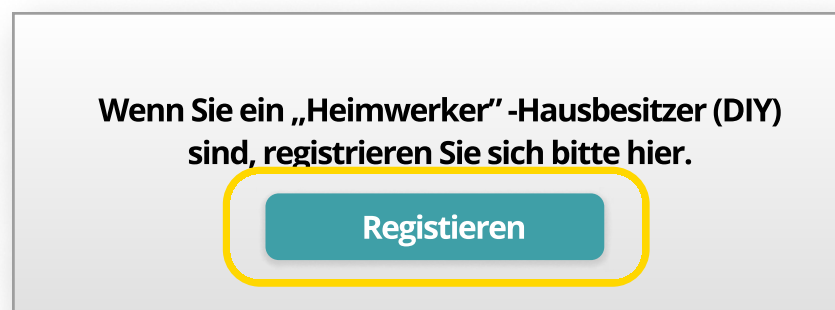 Wenn Sie ein „Heimwerker” -Hausbesitzer (DIY)
sind, registrieren Sie sich bitte hier.
Registieren